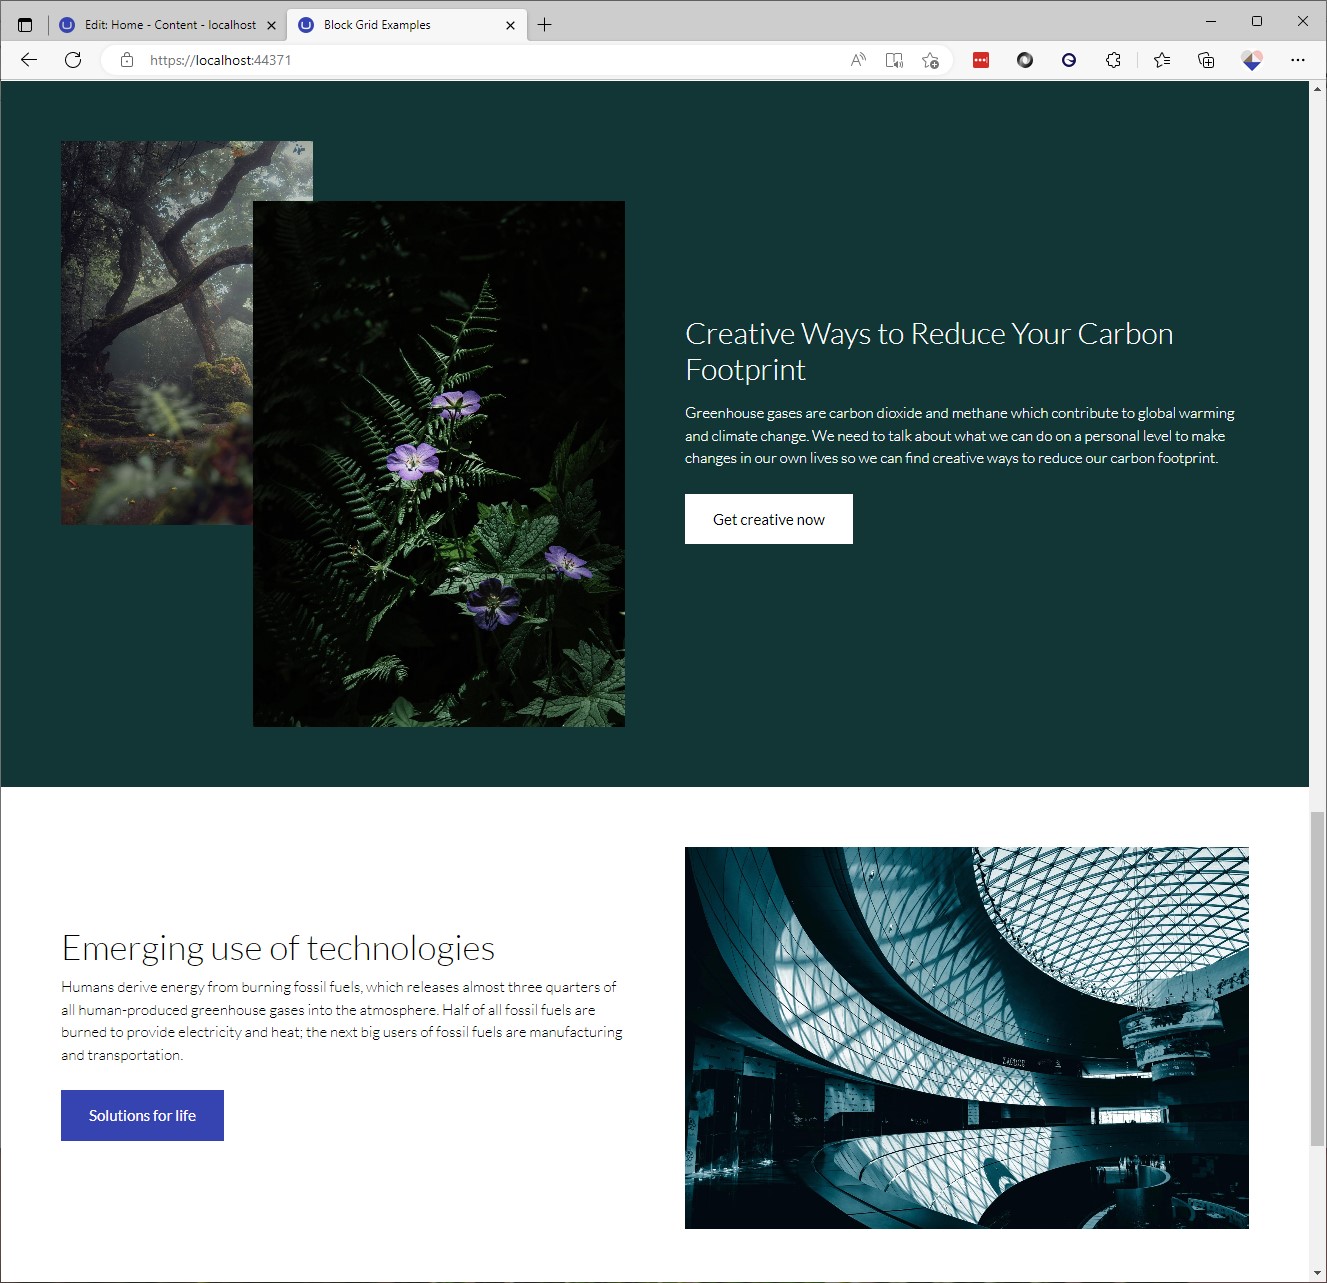 Edit: Home - Content - localhost
Block Grid Examples
https://localhost:44371
Creative Ways to Reduce Your Carbon
Footprint
Greenhouse gases are carbon dioxide and methane which contribute to global warming
and climate change. We need to talk about what we can do on a personal level to make
changes in our own lives so we can find creative ways to reduce our carbon footprint.
Get creative now
Emerging use of technologies
Humans derive energy from burning fossil fuels, which releases almost three quarters of
all human-produced greenhouse gases into the atmosphere. Half of all fossil fuels are
burned to provide electricity and heat; the next big users of fossil fuels are manufacturing
and transportation.
Solutions for life